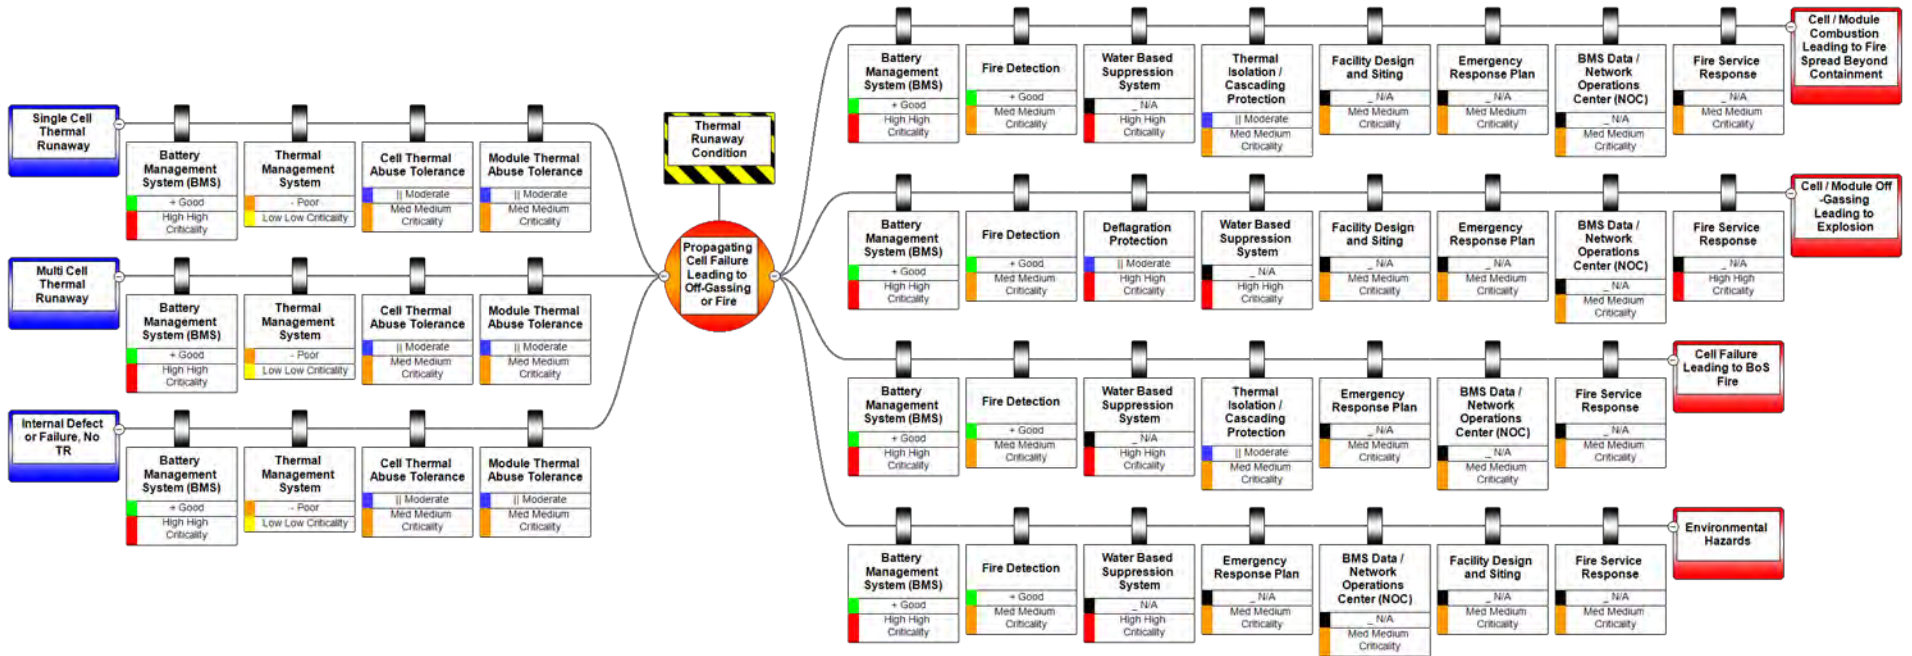 Single Cell
Thermal
Runaway
Battery
Management
System (BMS)
+ Good
High High
Criticality
Thermal
Management
System
- Poor
Low Low Criticality
Cell Thermal
Abuse Tolerance
|| Moderate
Med Medium
Criticality
Module Thermal
Abuse Tolerance
|| Moderate
Med Medium
Criticality
Multi Cell
Thermal
Runaway
Battery
Management
System (BMS)
+ Good
High High
Criticality
Thermal
Management
System
- Poor
Low Low Criticality
Cell Thermal
Abuse Tolerance
|| Moderate
Med Medium
Criticality
Module Thermal
Abuse Tolerance
|| Moderate
Med Medium
Criticality
Internal Defect
or Failure, No
TR
Battery
Management
System (BMS)
+ Good
High High
Criticality
Thermal
Management
System
- Poor
Low Low Criticality
Cell Thermal
Abuse Tolerance
|| Moderate
Med Medium
Criticality
Module Thermal
Abuse Tolerance
|| Moderate
Med Medium
Criticality
Thermal
Runaway
Condition
Propagating
Cell Failure
Leading to
Off-Gassing
or Fire
Battery
Management
System (BMS)
+ Good
High High
Criticality
Fire Detection
+ Good
Med Medium
Criticality
Water Based
Suppression
System
_ N/A
High High
Criticality
Thermal
Isolation /
Cascading
Protection
|| Moderate
Med Medium
Criticality
Facility Design
and Siting
_ N/A
Med Medium
Criticality
Emergency
Response Plan
_ N/A
Med Medium
Criticality
BMS Data /
Network
Operations
Center (NOC)
_ N/A
Med Medium
Criticality
Fire Service
Response
_ N/A
Med Medium
Criticality
Cell / Module
Combustion
Leading to Fire
Spread Beyond
Containment
Battery
Management
System (BMS)
+ Good
High High
Criticality
Fire Detection
+ Good
Med Medium
Criticality
Deflagration
Protection
|| Moderate
High High
Criticality
Water Based
Suppression
System
_ N/A
High High
Criticality
Facility Design
and Siting
_ N/A
Med Medium
Criticality
Emergency
Response Plan
_ N/A
Med Medium
Criticality
BMS Data /
Network
Operations
Center (NOC)
_ N/A
Med Medium
Criticality
Fire Service
Response
_ N/A
High High
Criticality
Cell / Module Off
-Gassing
Leading to
Explosion
Battery
Management
System (BMS)
+ Good
High High
Criticality
Fire Detection
+ Good
Med Medium
Criticality
Water Based
Suppression
System
_ N/A
High High
Criticality
Thermal
Isolation /
Cascading
Protection
|| Moderate
Med Medium
Criticality
Emergency
Response Plan
_ N/A
Med Medium
Criticality
BMS Data /
Network
Operations
Center (NOC)
_ N/A
Med Medium
Criticality
Fire Service
Response
_ N/A
Med Medium
Criticality
Cell Failure
Leading to BoS
Fire
Battery
Management
System (BMS)
+ Good
High High
Criticality
Fire Detection
+ Good
Med Medium
Criticality
Water Based
Suppression
System
_ N/A
High High
Criticality
Emergency
Response Plan
_ N/A
Med Medium
Criticality
BMS Data /
Network
Operations
Center (NOC)
_ N/A
Med Medium
Criticality
Facility Design
and Siting
_ N/A
Med Medium
Criticality
Fire Service
Response
_ N/A
Med Medium
Criticality
Environmental
Hazards